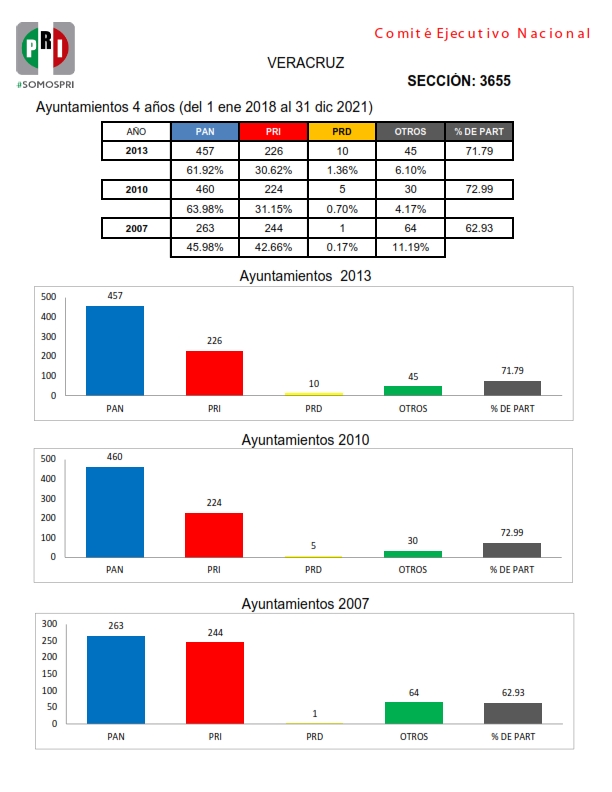 Comité Ejecutivo Nacional
PRI
#SOMOSPRI
VERACRUZ
SECCIÓN: 3655
Ayuntamientos 4 años (del 1 ene 2018 al 31 dic 2021)
AÑO PAN PRI PRD OTROS % DE PART
2013 457 226 10 45 71.79
61.92% 30.62% 1.36% 6.10%
2010 460 224 5 30 72.99
63.98% 31.15% 0.70% 4.17%
2007 263 244 1 64 62.93
45.98% 42.66% 0.17% 11.19%
Ayuntamientos 2013
500
400
300
200
100
0
457
226
10
45
71.79
PAN PRI PRD OTROS % DE PART
Ayuntamientos 2010
500
400
300
200
100
0
460
224
5
30
72.99
PAN PRI PRD OTROS % DE PART
Ayuntamientos 2007
300
250
200
150
100
50
0
263
244
1
64
62.93
PAN PRI PRD OTROS % DE PART